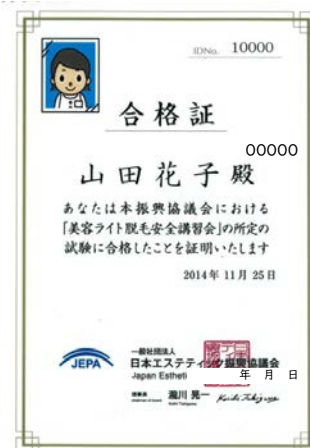 IDNo. 10000
合格証
00000
山田花子殿
あなたは本振興協議会における
「美容ライト脱毛安全講習会」の所定の
試験に合格したことを証明いたします
2014年 11月 25日
JEPA
一般社団法人
日本エステティック振興協議会
Japan Estheti
年 月 日
理事長
瀧川 晃一